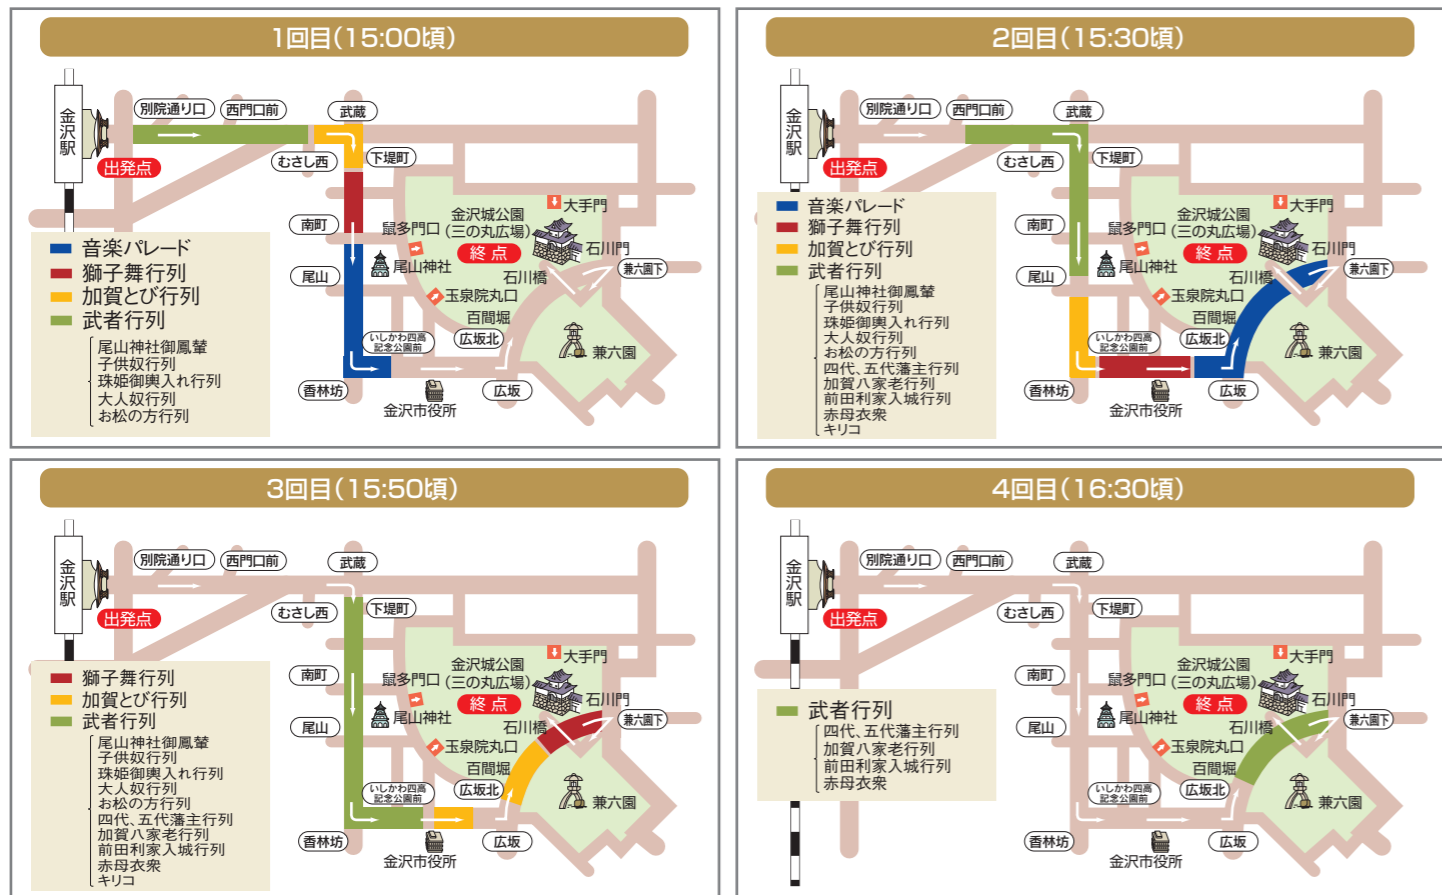 1回目(15:00頃)
別院通り口
西門口前
武蔵
金沢駅
出発点
むさし西
下堤町
南町
尾山
鼠多門口
金沢城公園
(三の丸広場)
終点
大手門
石川門
石川橋
兼六園下
尾山神社
玉泉院丸口
百間堀
いしかわ四高
記念公園前
広坂北
兼六園
香林坊
金沢市役所
広坂
音楽パレード
獅子舞行列
加賀とび行列
武者行列
尾山神社御鳳輦
子供奴行列
珠姫御輿入れ行列
大人奴行列
お松の方行列
2回目(15:30頃)
別院通り口
西門口前
武蔵
金沢駅
出発点
むさし西
下堤町
南町
尾山
鼠多門口
金沢城公園
(三の丸広場)
終点
大手門
石川門
石川橋
兼六園下
尾山神社
玉泉院丸口
百間堀
いしかわ四高
記念公園前
広坂北
兼六園
香林坊
金沢市役所
広坂
音楽パレード
獅子舞行列
加賀とび行列
武者行列
尾山神社御鳳輦
子供奴行列
珠姫御輿入れ行列
大人奴行列
お松の方行列
四代、五代藩主行列
加賀八家老行列
前田利家入城行列
赤母衣衆
キリコ
3回目(15:50頃)
別院通り口
西門口前
武蔵
金沢駅
出発点
むさし西
下堤町
南町
尾山
鼠多門口
金沢城公園
(三の丸広場)
終点
大手門
石川門
石川橋
兼六園下
尾山神社
玉泉院丸口
百間堀
いしかわ四高
記念公園前
広坂北
兼六園
香林坊
金沢市役所
広坂
獅子舞行列
加賀とび行列
武者行列
尾山神社御鳳輦
子供奴行列
珠姫御輿入れ行列
大人奴行列
お松の方行列
四代、五代藩主行列
加賀八家老行列
前田利家入城行列
赤母衣衆
キリコ
4回目(16:30頃)
別院通り口
西門口前
武蔵
金沢駅
出発点
むさし西
下堤町
南町
尾山
鼠多門口
金沢城公園
(三の丸広場)
終点
大手門
石川門
石川橋
兼六園下
尾山神社
玉泉院丸口
百間堀
いしかわ四高
記念公園前
広坂北
兼六園
香林坊
金沢市役所
広坂
武者行列
四代、五代藩主行列
加賀八家老行列
前田利家入城行列
赤母衣衆